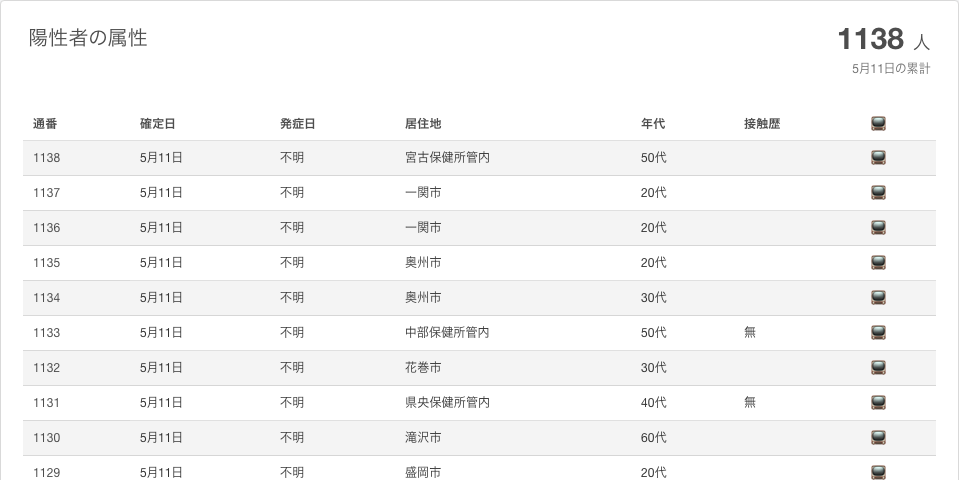 陽性者の属性
1138 人
5月11日の累計
通番 確定日 発症日 居住地 年代 接触歴
1138 5月11日 不明 宮古保健所管内 50代
1137 5月11日 不明 一関市 20代
1136 5月11日 不明 一関市 20代
1135 5月11日 不明 奥州市 20代
1134 5月11日 不明 奥州市 30代
1133 5月11日 不明 中部保健所管内 50代 無
1132 5月11日 不明 花巻市 30代
1131 5月11日 不明 県央保健所管内 40代 無
1130 5月11日 不明 滝沢市 60代
1129 5月11日 不明 盛岡市 20代